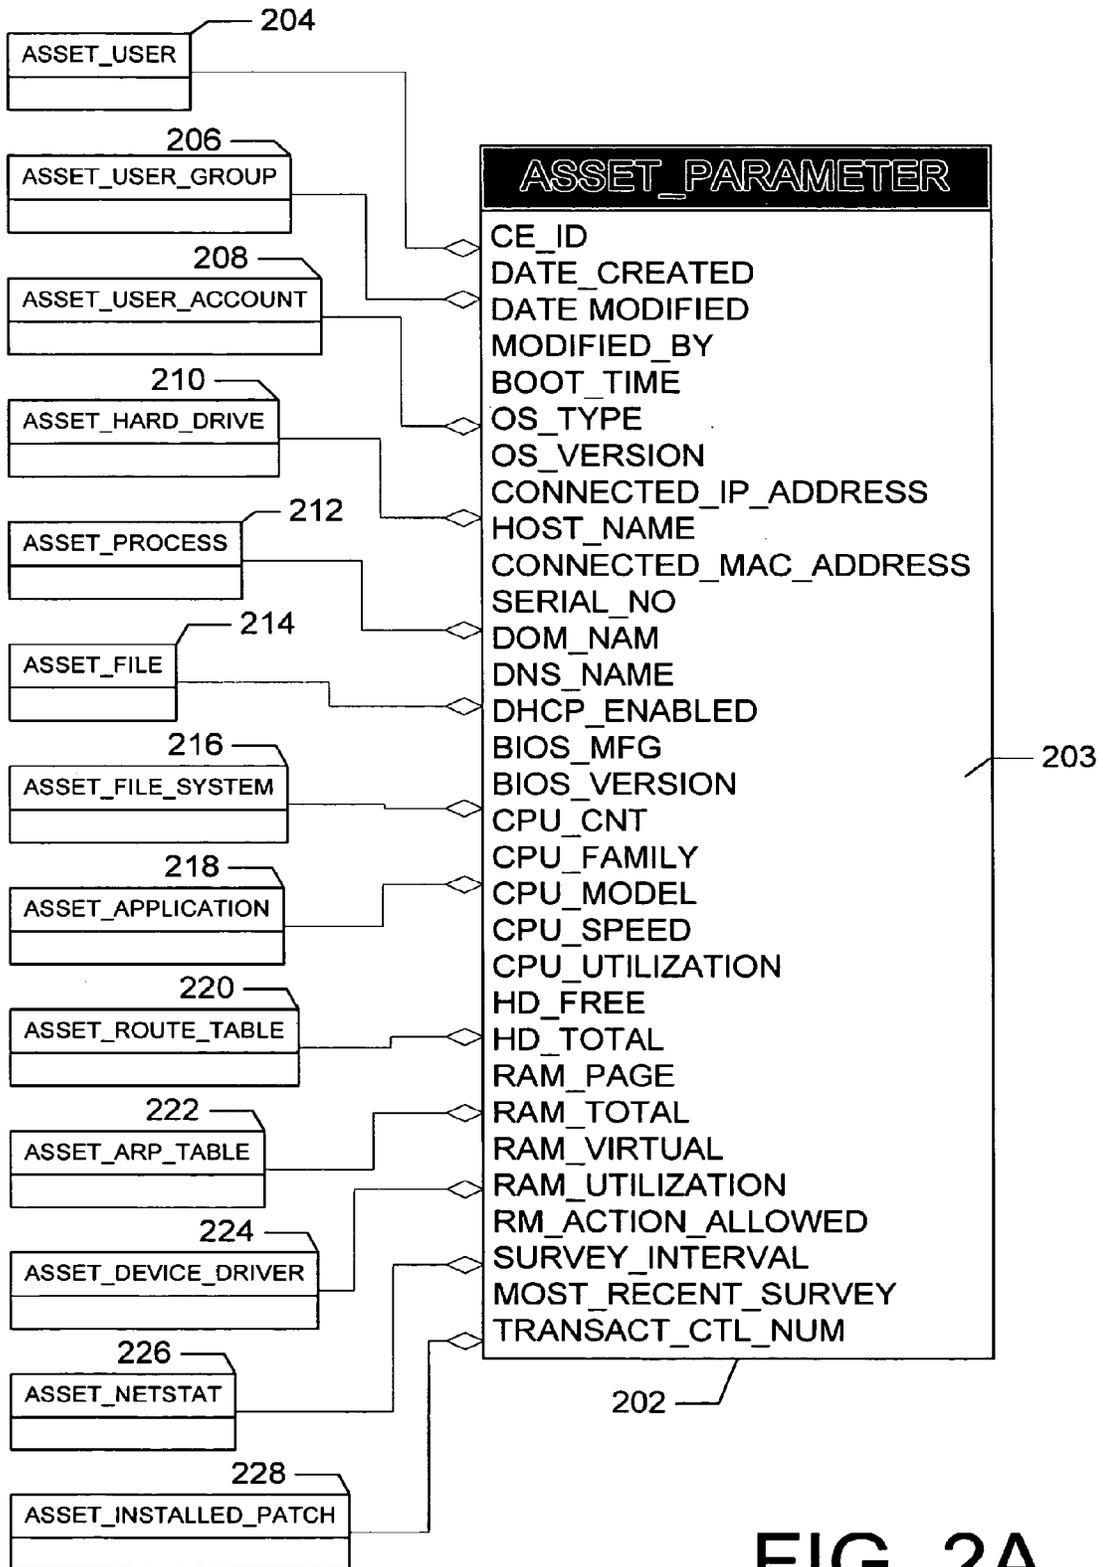 204
ASSET_USER
206
ASSET_USER_GROUP
208
ASSET_USER_ACCOUNT
210
ASSET_HARD_DRIVE
212
ASSET_PROCESS
214
ASSET_FILE
216
ASSET_FILE_SYSTEM
218
ASSET_APPLICATION
220
ASSET_ROUTE_TABLE
222
ASSET_ARP_TABLE
224
ASSET_DEVICE_DRIVER
226
ASSET_NETSTAT
228
ASSET_INSTALLED_PATCH
ASSET_PARAMETER
CE_ID
DATE_CREATED
DATE MODIFIED
MODIFIED_BY
BOOT_TIME
OS_TYPE
OS_VERSION
CONNECTED_IP_ADDRESS
HOST_NAME
CONNECTED_MAC_ADDRESS
SERIAL_NO
DOM_NAM
DNS_NAME
DHCP_ENABLED
BIOS_MFG
BIOS_VERSION
CPU_CNT
CPU_FAMILY
CPU_MODEL
CPU_SPEED
CPU_UTILIZATION
HD_FREE
HD_TOTAL
RAM_PAGE
RAM_TOTAL
RAM_VIRTUAL
RAM_UTILIZATION
RM_ACTION_ALLOWED
SURVEY_INTERVAL
MOST_RECENT_SURVEY
TRANSACT_CTL_NUM
203
202
FIG. 2A